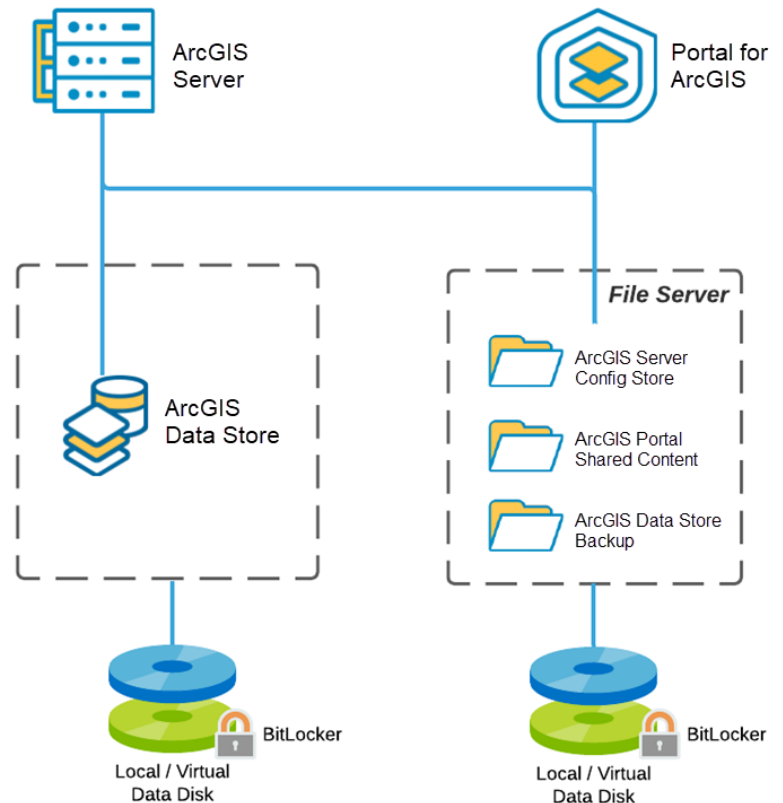 ArcGIS
Server
Portal for
ArcGIS
File Server
ArcGIS
Data Store
ArcGIS Server
Config Store
ArcGIS Portal
Shared Content
ArcGIS Data Store
Backup
BitLocker
Local / Virtual
Data Disk
BitLocker
Local / Virtual
Data Disk